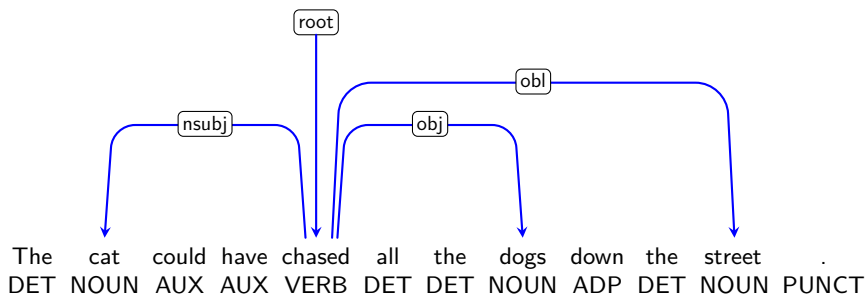 root
obl
nsubj obj
The cat could have chased all the dogs down the street .
DET NOUN AUX AUX VERB DET DET NOUN ADP DET NOUN PUNCT